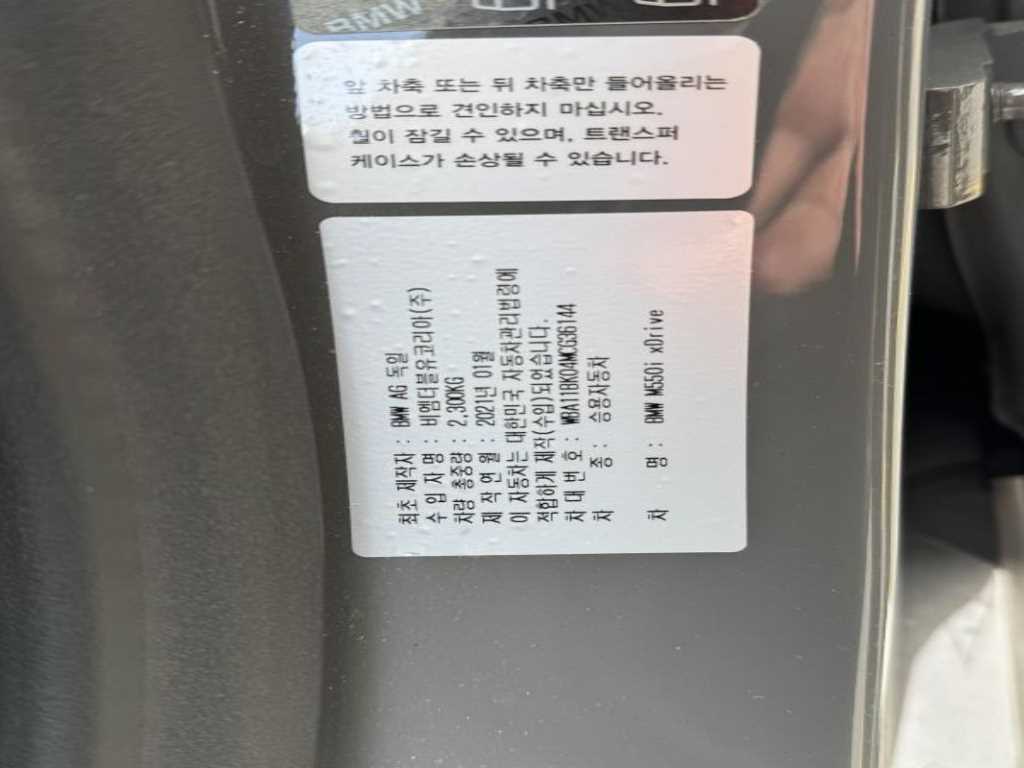 BMW BMW
앞 차축 또는 뒤 차축만 들어올리는
방법으로 견인하지 마십시오.
휠이 잠길 수 있으며, 트랜스퍼
케이스가 손상될 수 있습니다.
최초 제작자 : BMW AG 독일
수 입 자 명 : 비엠더블유코리아(주)
차량 총중량 : 2,300KG
제 작 연 월 : 2021년 01월
이 자동차는 대한민국 자동차관리법령에
적합하게 제작(수입)되었습니다.
차 대 번 호 : WBA11BK04MCG36144
차 종 : 승용자동차
차 명 : BMW M550i xDrive